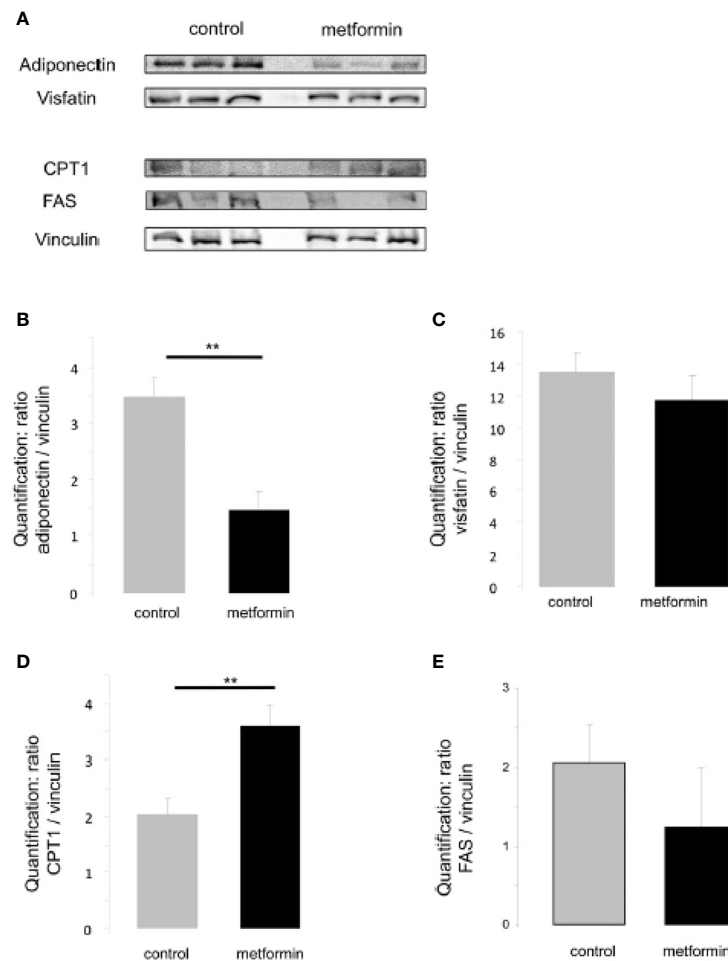 A
control metformin
Adiponectin
Visfatin
CPT1
FAS
Vinculin
B
Quantification: ratio
adiponectin / vinculin
4
3
2
1
0
**
control metformin
C
Quantification: ratio
visfatin / vinculin
16
14
12
10
8
6
4
2
0
control metformin
D
Quantification: ratio
CPT1 / vinculin
4
3
2
1
0
**
control metformin
E
Quantification: ratio
FAS / vinculin
3
2
1
0
control metformin